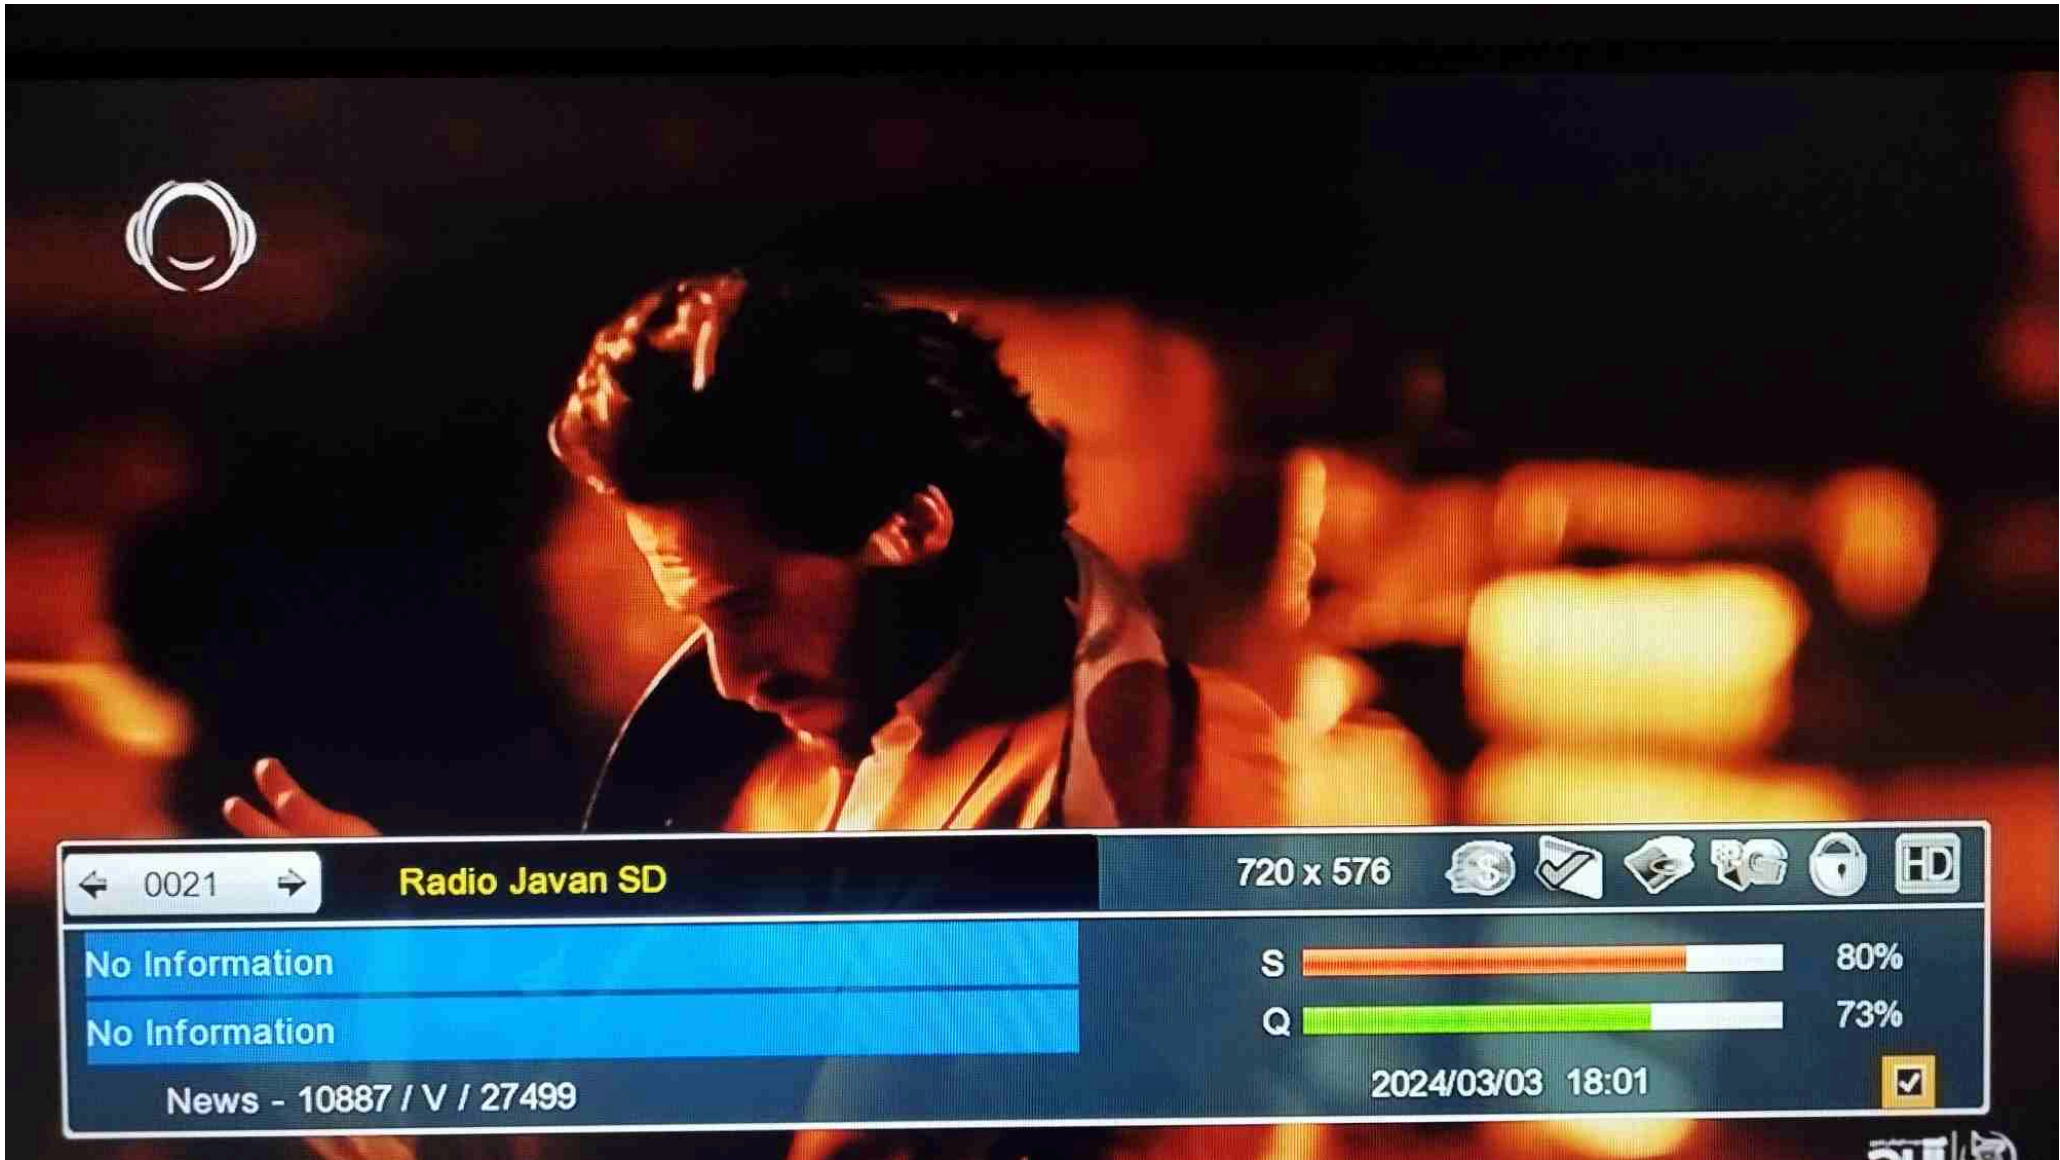 0021
Radio Javan SD
720 x 576
HD
No Information
No Information
S 80%
Q 73%
News - 10887 / V / 27499
2024/03/03 18:01